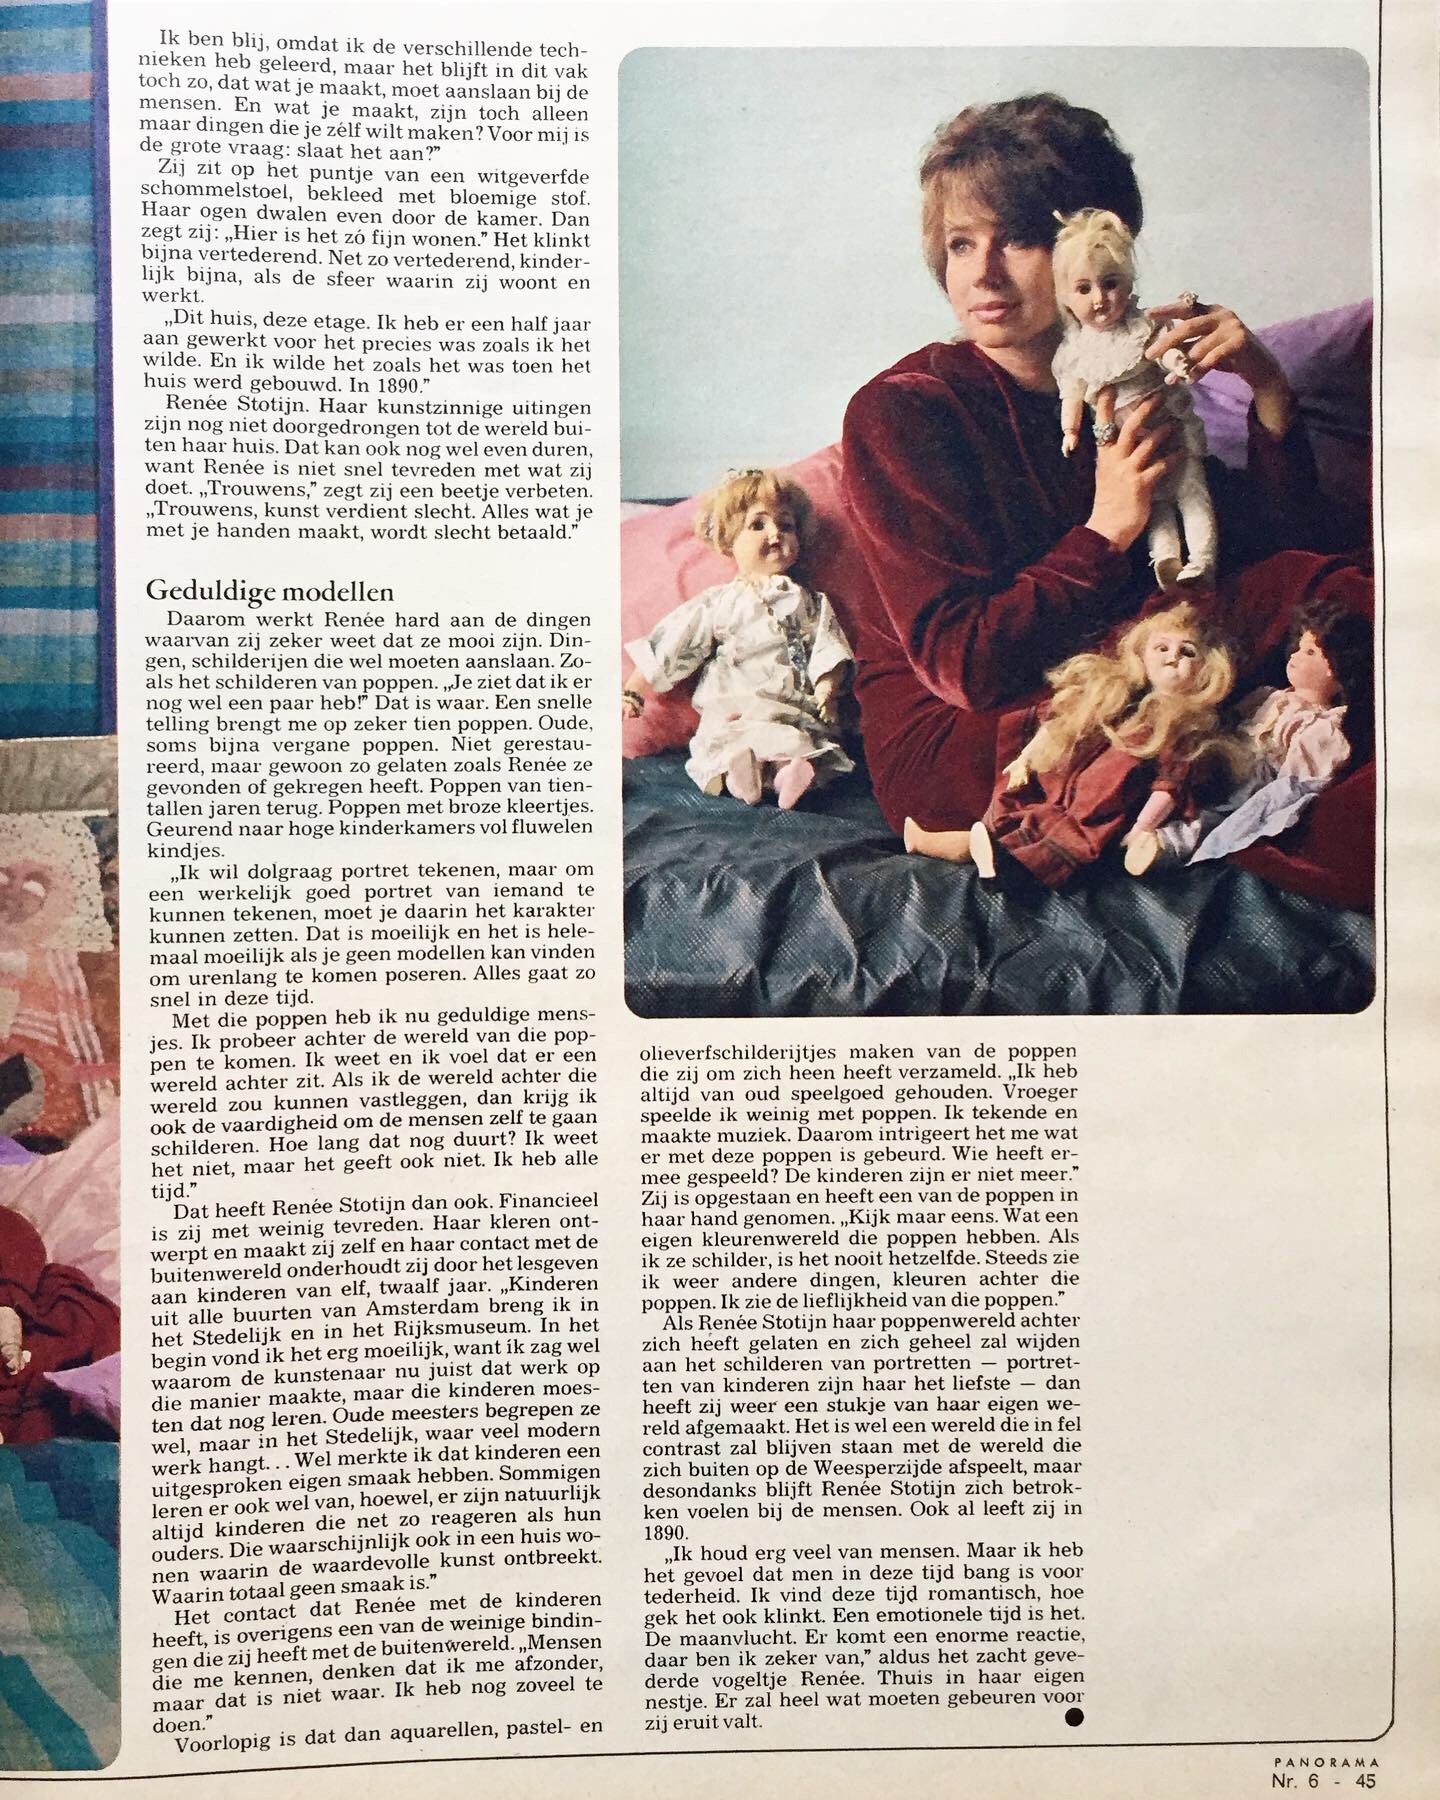 Ik ben blij, omdat ik de verschillende tech-
nieken heb geleerd, maar het blijft in dit vak
toch zo, dat wat je maakt, moet aanslaan bij de
mensen. En wat je maakt, zijn toch alleen
maar dingen die je zélf wilt maken? Voor mij is
de grote vraag: slaat het aan?”
Zij zit op het puntje van een witgeverfde
schommelstoel, bekleed met bloemige stof.
Haar ogen dwalen even door de kamer. Dan
zegt zij: „Hier is het zó fijn wonen.” Het klinkt
bijna vertederend. Net zo vertederend, kinder-
lijk bijna, als de sfeer waarin zij woont en
werkt.
„Dit huis, deze etage. Ik heb er een half jaar
aan gewerkt voor het precies was zoals ik het
wilde. En ik wilde het zoals het was toen het
huis werd gebouwd. In 1890.”
Renée Stotijn. Haar kunstzinnige uitingen
zijn nog niet doorgedrongen tot de wereld bui-
ten haar huis. Dat kan ook nog wel even duren,
want Renée is niet snel tevreden met wat zij
doet. „Trouwens,” zegt zij een beetje verbeten.
„Trouwens, kunst verdient slecht. Alles wat je
met je handen maakt, wordt slecht betaald.”
Geduldige modellen
Daarom werkt Renée hard aan de dingen
waarvan zij zeker weet dat ze mooi zijn. Din-
gen, schilderijen die wel moeten aanslaan. Zo-
als het schilderen van poppen. „Je ziet dat ik er
nog wel een paar heb!” Dat is waar. Een snelle
telling brengt me op zeker tien poppen. Oude,
soms bijna vergane poppen. Niet gerestau-
reerd, maar gewoon zo gelaten zoals Renée ze
gevonden of gekregen heeft. Poppen van tien-
tallen jaren terug. Poppen met broze kleertjes.
Geurend naar hoge kinderkamers vol fluwelen
kindjes.
„Ik wil dolgraag portret tekenen, maar om
een werkelijk goed portret van iemand te
kunnen tekenen, moet je daarin het karakter
kunnen zetten. Dat is moeilijk en het is hele-
maal moeilijk als je geen modellen kan vinden
om urenlang te komen poseren. Alles gaat zo
snel in deze tijd.
Met die poppen heb ik nu geduldige mens-
jes. Ik probeer achter de wereld van die pop-
pen te komen. Ik weet en ik voel dat er een
wereld achter zit. Als ik de wereld achter die
wereld zou kunnen vastleggen, dan krijg ik
ook de vaardigheid om de mensen zelf te gaan
schilderen. Hoe lang dat nog duurt? Ik weet
het niet, maar het geeft ook niet. Ik heb alle
tijd.”
Dat heeft Renée Stotijn dan ook. Financieel
is zij met weinig tevreden. Haar kleren ont-
werpt en maakt zij zelf en haar contact met de
buitenwereld onderhoudt zij door het lesgeven
aan kinderen van elf, twaalf jaar. „Kinderen
uit alle buurten van Amsterdam breng ik in
het Stedelijk en in het Rijksmuseum. In het
begin vond ik het erg moeilijk, want ík zag wel
waarom de kunstenaar nu juist dat werk op
die manier maakte, maar die kinderen moes-
ten dat nog leren. Oude meesters begrepen ze
wel, maar in het Stedelijk, waar veel modern
werk hangt... Wel merkte ik dat kinderen een
uitgesproken eigen smaak hebben. Sommigen
leren er ook wel van, hoewel, er zijn natuurlijk
altijd kinderen die net zo reageren als hun
ouders. Die waarschijnlijk ook in een huis wo-
nen waarin de waardevolle kunst ontbreekt.
Waarin totaal geen smaak is.”
Het contact dat Renée met de kinderen
heeft, is overigens een van de weinige bindin-
gen die zij heeft met de buitenwereld. „Mensen
die me kennen, denken dat ik me afzonder,
maar dat is niet waar. Ik heb nog zoveel te
doen.”
Voorlopig is dat dan aquarellen, pastel- en
olieverfschilderijtjes maken van de poppen
die zij om zich heen heeft verzameld. „Ik heb
altijd van oud speelgoed gehouden. Vroeger
speelde ik weinig met poppen. Ik tekende en
maakte muziek. Daarom intrigeert het me wat
er met deze poppen is gebeurd. Wie heeft er-
mee gespeeld? De kinderen zijn er niet meer.”
Zij is opgestaan en heeft een van de poppen in
haar hand genomen. „Kijk maar eens. Wat een
eigen kleurenwereld die poppen hebben. Als
ik ze schilder, is het nooit hetzelfde. Steeds zie
ik weer andere dingen, kleuren achter die
poppen. Ik zie de lieflijkheid van die poppen.”
Als Renée Stotijn haar poppenwereld achter
zich heeft gelaten en zich geheel zal wijden
aan het schilderen van portretten — portret-
ten van kinderen zijn haar het liefste — dan
heeft zij weer een stukje van haar eigen we-
reld afgemaakt. Het is wel een wereld die in fel
contrast zal blijven staan met de wereld die
zich buiten op de Weesperzijde afspeelt, maar
desondanks blijft Renée Stotijn zich betrok-
ken voelen bij de mensen. Ook al leeft zij in
1890.
„Ik houd erg veel van mensen. Maar ik heb
het gevoel dat men in deze tijd bang is voor
tederheid. Ik vind deze tijd romantisch, hoe
gek het ook klinkt. Een emotionele tijd is het.
De maanvlucht. Er komt een enorme reactie,
daar ben ik zeker van,” aldus het zacht geve-
derde vogeltje Renée. Thuis in haar eigen
nestje. Er zal heel wat moeten gebeuren voor
zij eruit valt.
PANORAMA
Nr. 6 - 45